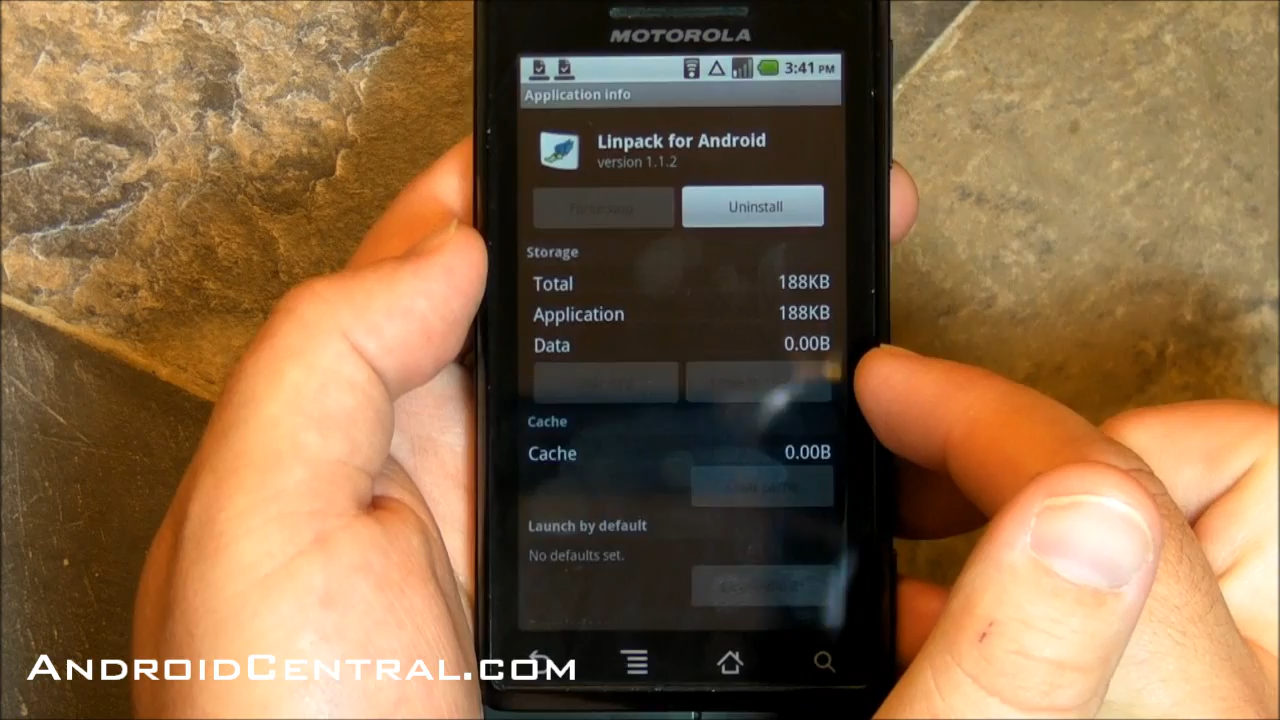 MOTOROLA
3:41 PM
Application info
Linpack for Android
version 1.1.2
Uninstall
Storage
Total 188KB
Application 188KB
Data 0.00B
Cache
Cache 0.00B
Launch by default
No defaults set.
ANDROIDCENTRAL.COM